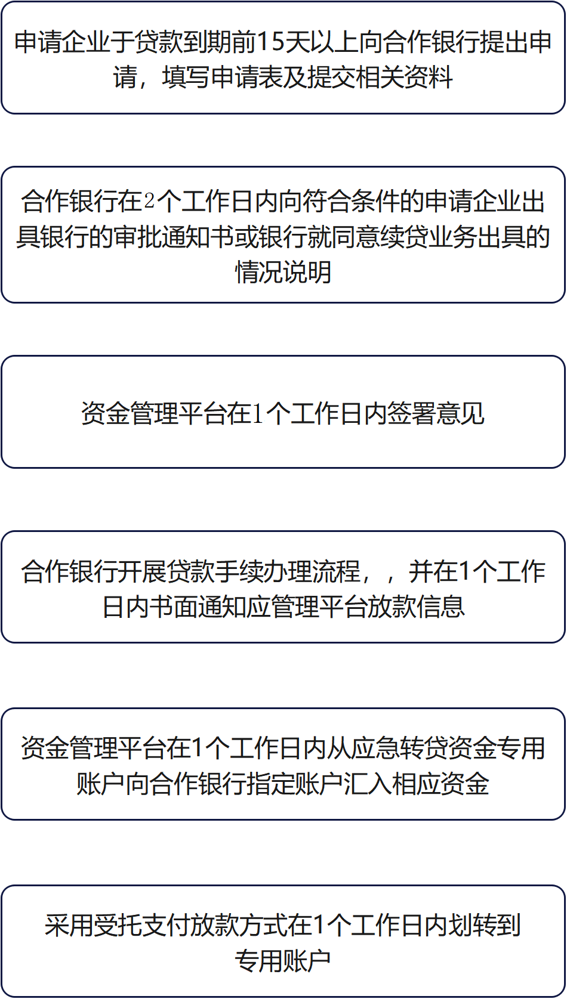 申请企业于贷款到期前15天以上向合作银行提出申
请，填写申请表及提交相关资料
合作银行在2个工作日内向符合条件的申请企业出
具银行的审批通知书或银行就同意续贷业务出具的
情况说明
资金管理平台在1个工作日内签署意见
合作银行开展贷款手续办理流程，，并在1个工作
日内书面通知应管理平台放款信息
资金管理平台在1个工作日内从应急转贷资金专用
账户向合作银行指定账户汇入相应资金
采用受托支付放款方式在1个工作日内划转到
专用账户